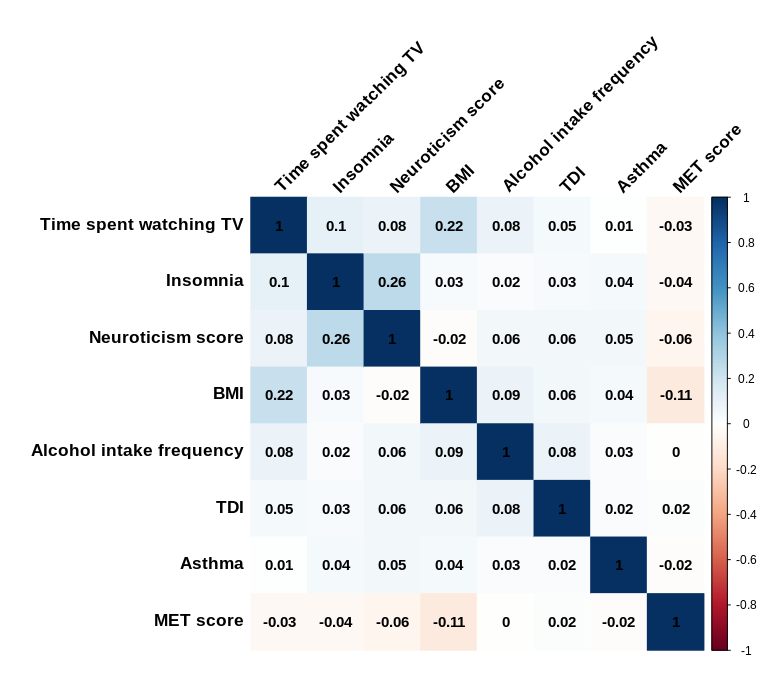 Time spent watching TV
Insomnia
Neuroticism score
BMI
Alcohol intake frequency
TDI
Asthma
MET score
Time spent watching TV 1 0.1 0.08 0.22 0.08 0.05 0.01 -0.03
Insomnia 0.1 1 0.26 0.03 0.02 0.03 0.04 -0.04
Neuroticism score 0.08 0.26 1 -0.02 0.06 0.06 0.05 -0.06
BMI 0.22 0.03 -0.02 1 0.09 0.06 0.04 -0.11
Alcohol intake frequency 0.08 0.02 0.06 0.09 1 0.08 0.03 0
TDI 0.05 0.03 0.06 0.06 0.08 1 0.02 0.02
Asthma 0.01 0.04 0.05 0.04 0.03 0.02 1 -0.02
MET score -0.03 -0.04 -0.06 -0.11 0 0.02 -0.02 1
1
0.8
0.6
0.4
0.2
0
-0.2
-0.4
-0.6
-0.8
-1